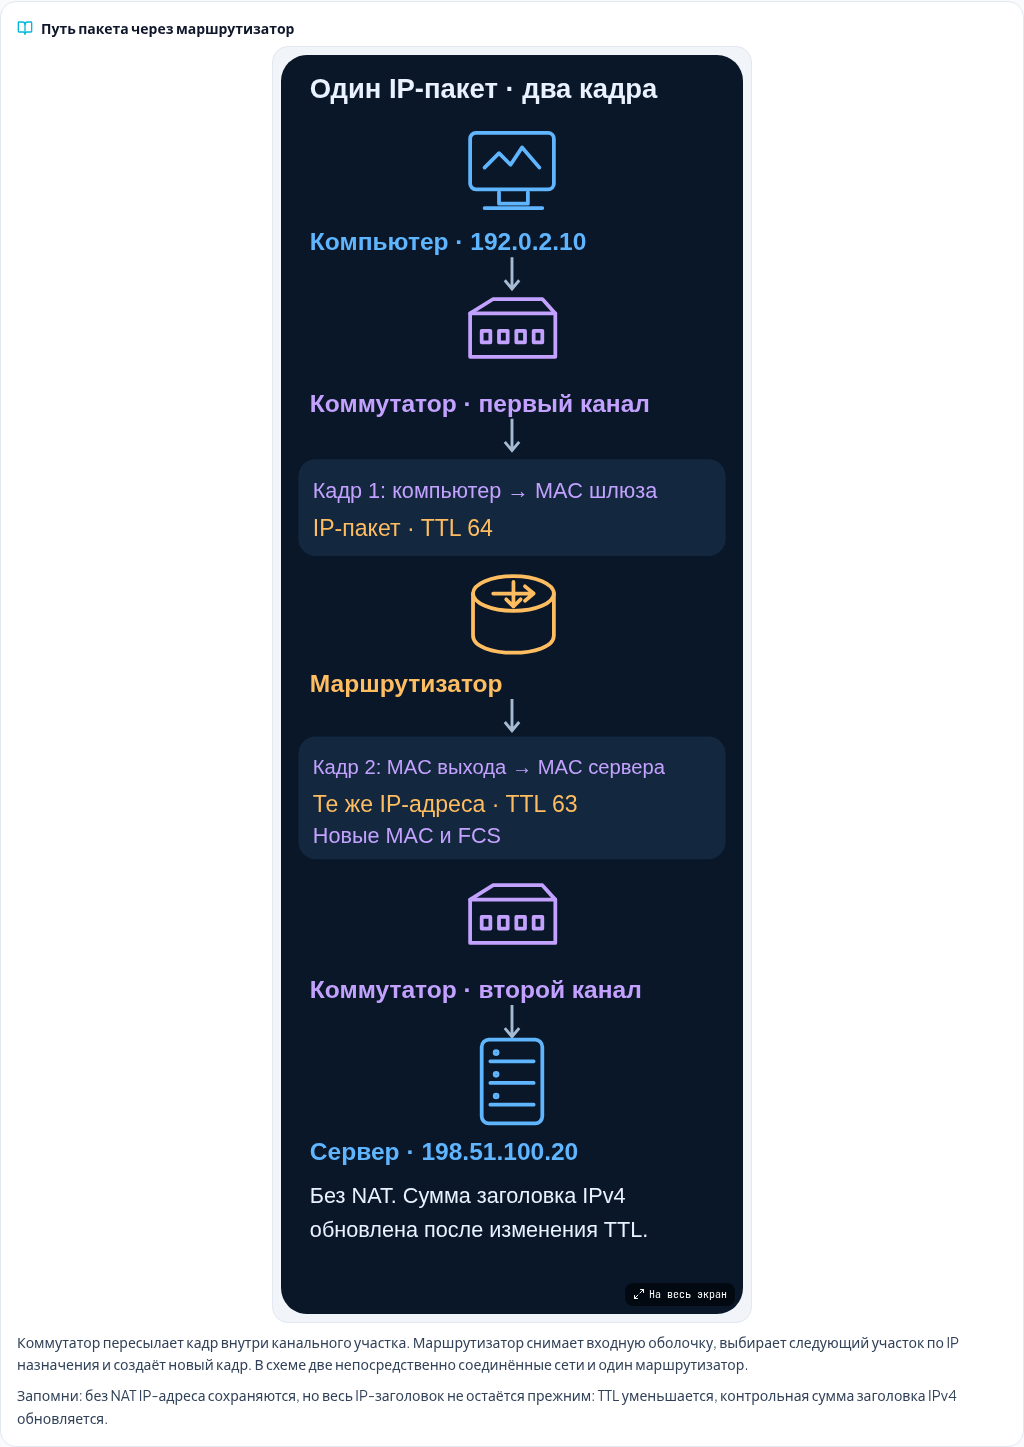 Путь пакета через маршрутизатор
Один IP-пакет · два кадра
Компьютер · 192.0.2.10
Коммутатор · первый канал
Кадр 1: компьютер → MAC шлюза
IP-пакет · TTL 64
Маршрутизатор
Кадр 2: MAC выхода → MAC сервера
Те же IP-адреса · TTL 63
Новые MAC и FCS
Коммутатор · второй канал
Сервер · 198.51.100.20
Без NAT. Сумма заголовка IPv4
обновлена после изменения TTL.
На весь экран
Коммутатор пересылает кадр внутри канального участка. Маршрутизатор снимает входную оболочку, выбирает следующий участок по IP
назначения и создаёт новый кадр. В схеме две непосредственно соединённые сети и один маршрутизатор.
Запомни: без NAT IP-адреса сохраняются, но весь IP-заголовок не остаётся прежним: TTL уменьшается, контрольная сумма заголовка IPv4
обновляется.